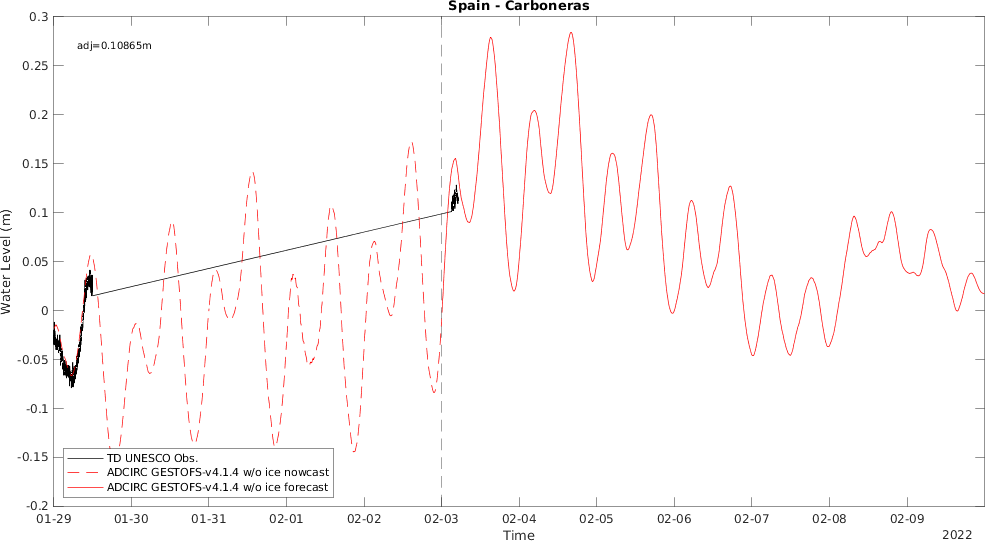 Spain - Carboneras
adj=0.10865m
0.3
0.25
0.2
0.15
0.1
0.05
0
-0.05
-0.1
-0.15
-0.2
Water Level (m)
TD UNESCO Obs.
ADCIRC GESTOFS-v4.1.4 w/o ice nowcast
ADCIRC GESTOFS-v4.1.4 w/o ice forecast
01-29 01-30 01-31 02-01 02-02 02-03 02-04 02-05 02-06 02-07 02-08 02-09
Time
2022